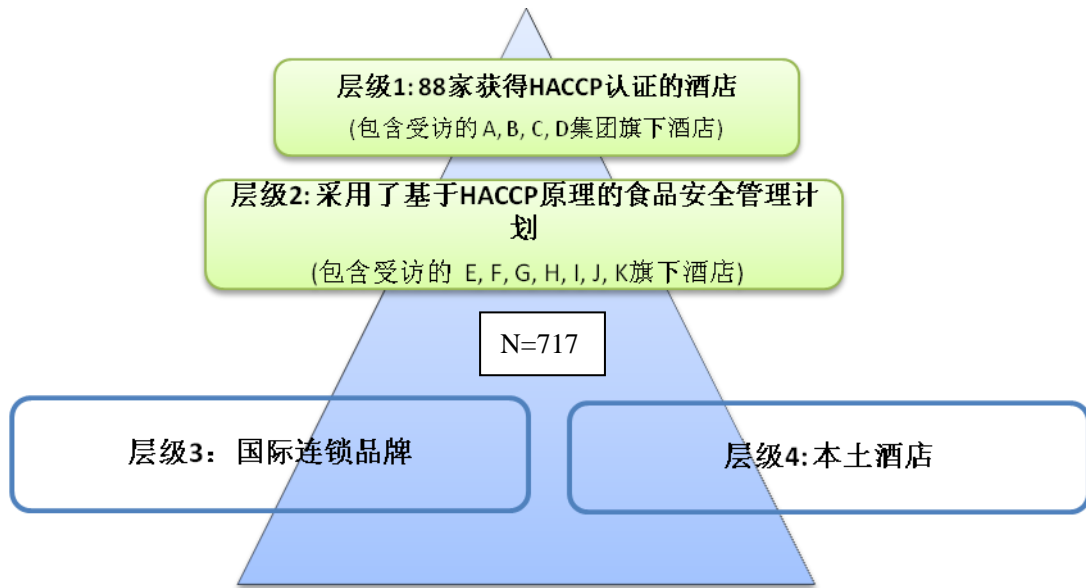 层级1: 88家获得HACCP认证的酒店
(包含受访的 A, B, C, D集团旗下酒店)
层级2: 采用了基于HACCP原理的食品安全管理计
划
(包含受访的 E, F, G, H, I, J, K旗下酒店)
N=717
层级3：国际连锁品牌
层级4: 本土酒店